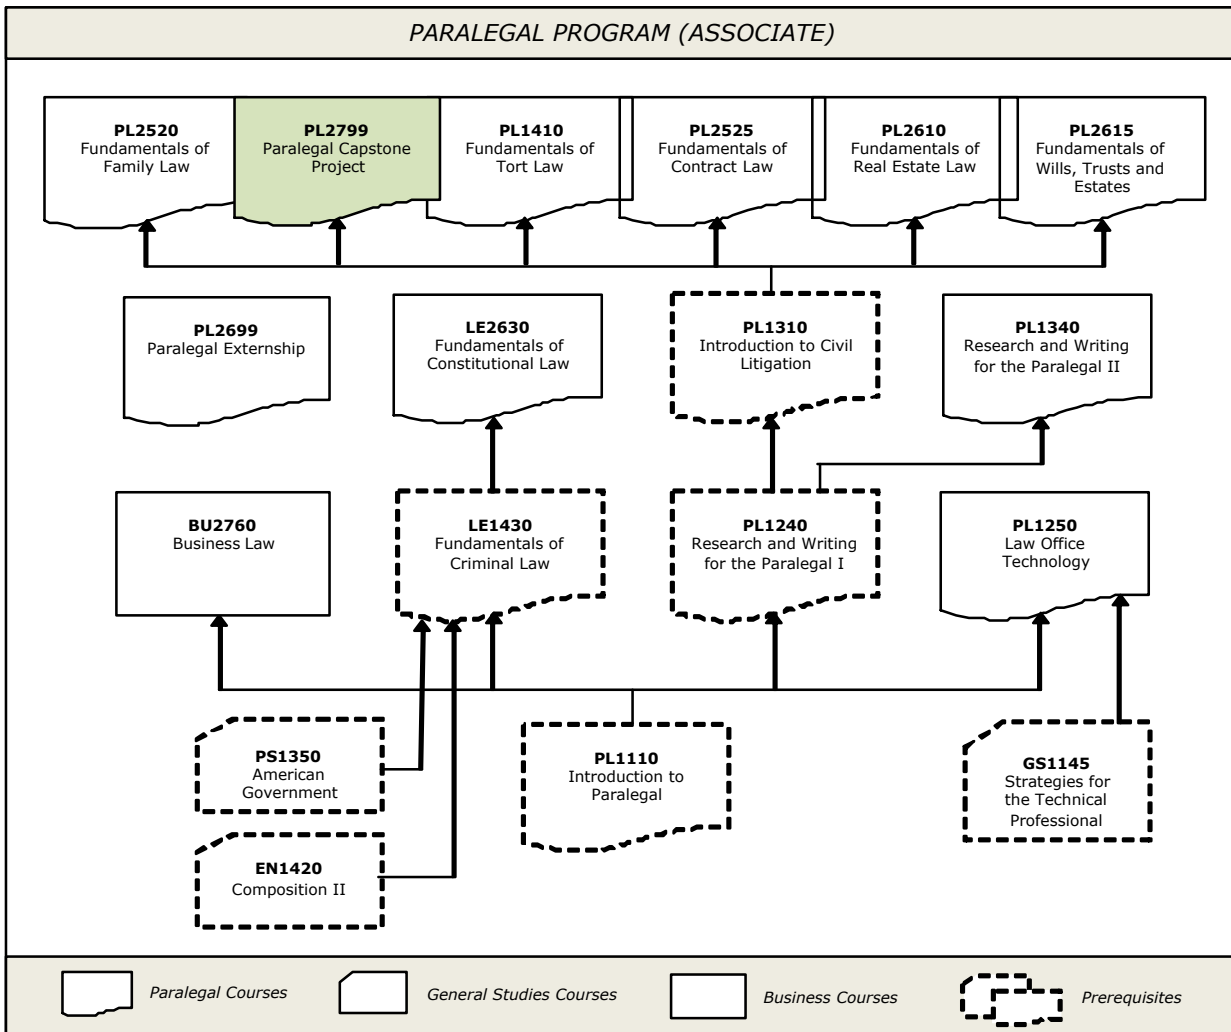 PARALEGAL PROGRAM (ASSOCIATE)
PL2520
Fundamentals of
Family Law
PL2799
Paralegal Capstone
Project
PL1410
Fundamentals of
Tort Law
PL2525
Fundamentals of
Contract Law
PL2610
Fundamentals of
Real Estate Law
PL2615
Fundamentals of
Wills, Trusts and
Estates
PL2699
Paralegal Externship
LE2630
Fundamentals of
Constitutional Law
PL1310
Introduction to Civil
Litigation
PL1340
Research and Writing
for the Paralegal II
BU2760
Business Law
LE1430
Fundamentals of
Criminal Law
PL1240
Research and Writing
for the Paralegal I
PL1250
Law Office
Technology
PS1350
American
Government
PL1110
Introduction to
Paralegal
GS1145
Strategies for
the Technical
Professional
EN1420
Composition II
Paralegal Courses
General Studies Courses
Business Courses
Prerequisites